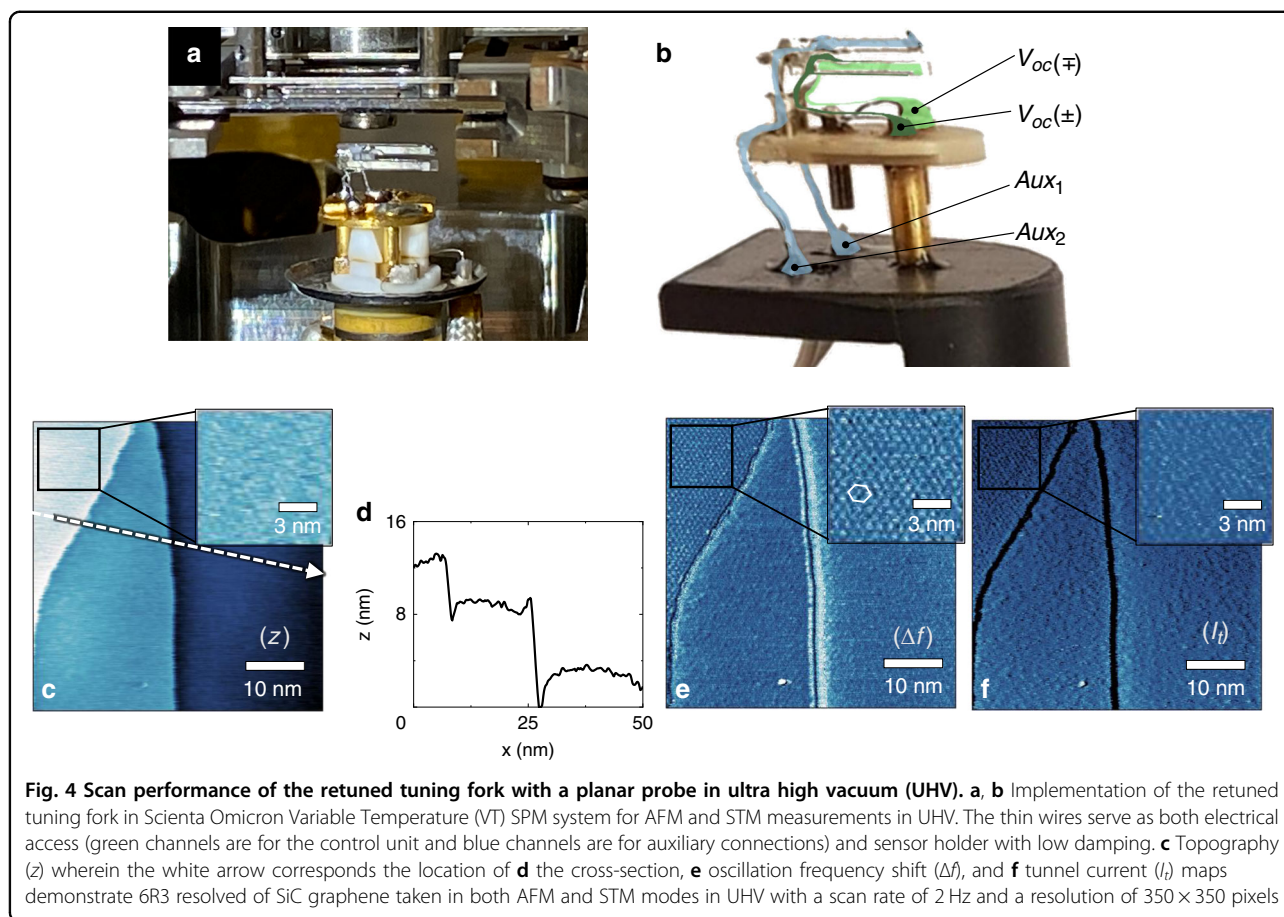 a
b
V_oc(∓)
V_oc(±)
Aux₁
Aux₂
3 nm
(z)
10 nm
c
d
16
8
0
z (nm)
0 25 50
x (nm)
3 nm
(Δf)
10 nm
e
3 nm
(I_t)
10 nm
f
Fig. 4 Scan performance of the retuned tuning fork with a planar probe in ultra high vacuum (UHV). a, b Implementation of the retuned
tuning fork in Scienta Omicron Variable Temperature (VT) SPM system for AFM and STM measurements in UHV. The thin wires serve as both electrical
access (green channels are for the control unit and blue channels are for auxiliary connections) and sensor holder with low damping. c Topography
(z) wherein the white arrow corresponds the location of d the cross-section, e oscillation frequency shift (Δf), and f tunnel current (I_t) maps
demonstrate 6R3 resolved of SiC graphene taken in both AFM and STM modes in UHV with a scan rate of 2 Hz and a resolution of 350 × 350 pixels